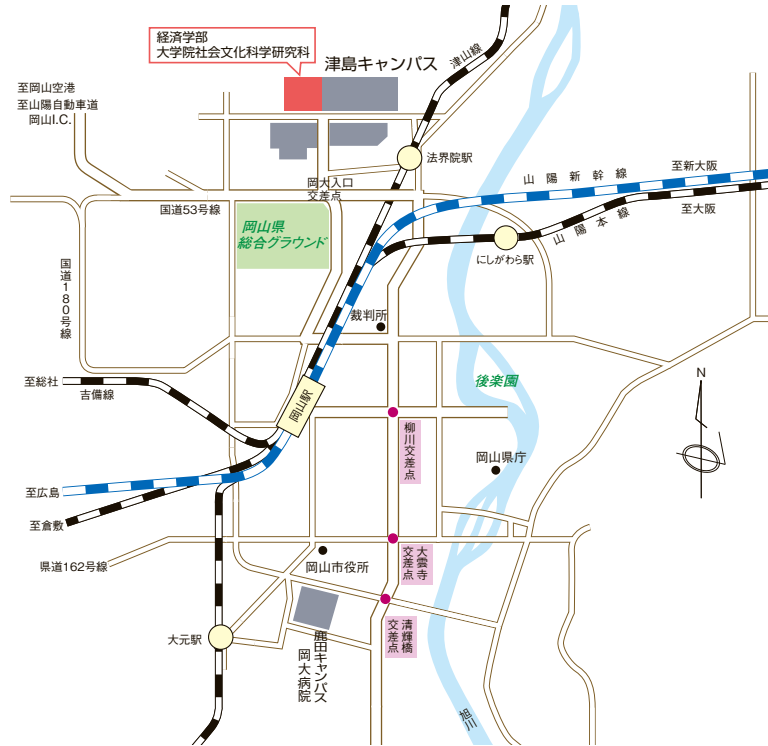 経済学部
大学院社会文化科学研究科
津島キャンパス
津山線
至岡山空港
至山陽自動車道
岡山I.C.
法界院駅
岡大入口
交差点
山陽新幹線
至新大阪
国道53号線
山陽本線
至大阪
岡山県
総合グラウンド
にしがわら駅
国道180号線
裁判所
至総社
吉備線
岡山駅
後楽園
N
柳川交差点
岡山県庁
至広島
至倉敷
県道162号線
岡山市役所
大雲寺
交差点
清輝橋
交差点
大元駅
鹿田キャンパス
岡大病院
旭川